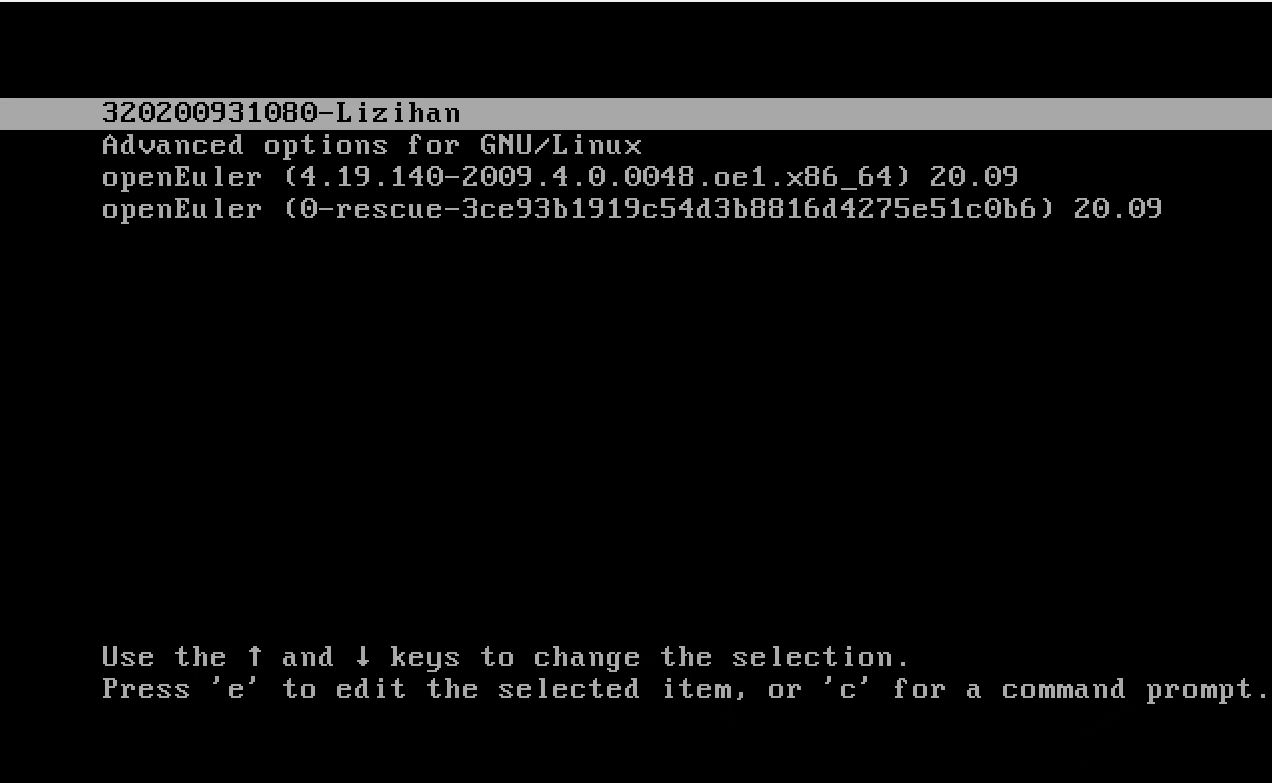 320200931080-Lizihan
Advanced options for GNU/Linux
openEuler (4.19.140-2009.4.0.0048.oe1.x86_64) 20.09
openEuler (0-rescue-3ce93b1919c54d3b8816d4275e51c0b6) 20.09
Use the ↑ and ↓ keys to change the selection.
Press 'e' to edit the selected item, or 'c' for a command prompt.